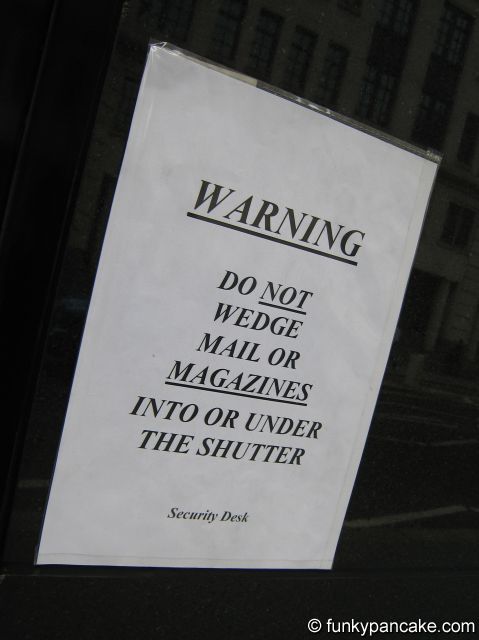 WARNING
DO NOT
WEDGE
MAIL OR
MAGAZINES
INTO OR UNDER
THE SHUTTER
Security Desk
© funkypancake.com